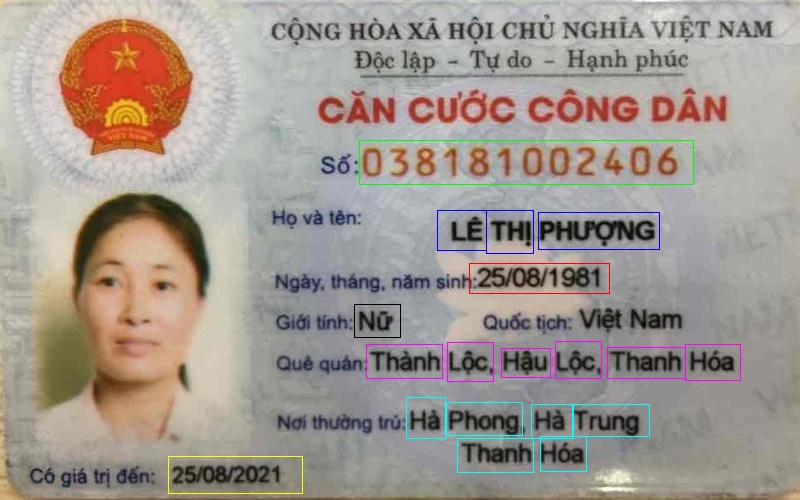 CỘNG HÒA XÃ HỘI CHỦ NGHĨA VIỆT NAM
Độc lập - Tự do - Hạnh phúc
CĂN CƯỚC CÔNG DÂN
Số: 038181002406
Họ và tên: LÊ THỊ PHƯỢNG
Ngày, tháng, năm sinh: 25/08/1981
Giới tính: Nữ Quốc tịch: Việt Nam
Quê quán: Thành Lộc, Hậu Lộc, Thanh Hóa
Nơi thường trú: Hà Phong, Hà Trung
Thanh Hóa
Có giá trị đến: 25/08/2021